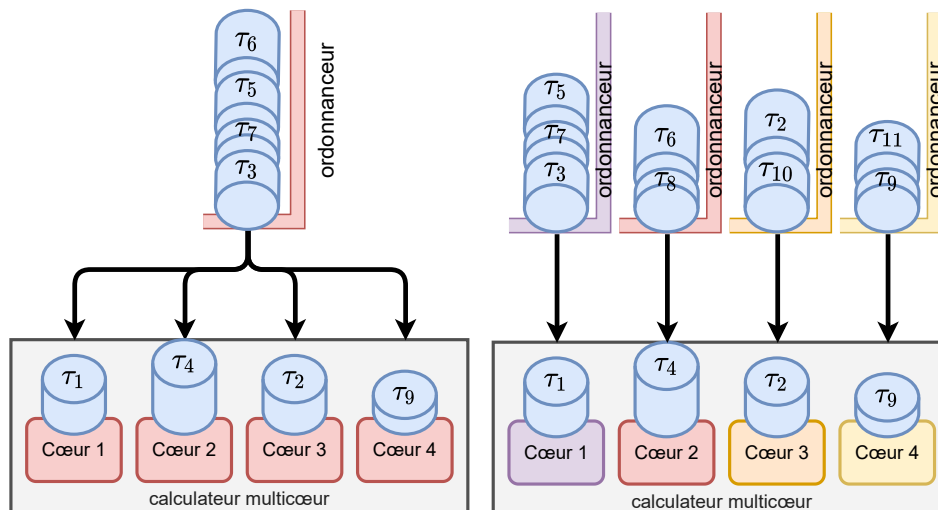 τ6
τ5
τ7
τ3
ordonnanceur
τ1
τ4
τ2
τ9
Cœur 1
Cœur 2
Cœur 3
Cœur 4
calculateur multicœur
τ5
τ7
τ3
ordonnanceur
τ6
τ8
ordonnanceur
τ2
τ10
ordonnanceur
τ11
τ9
ordonnanceur
τ1
τ4
τ2
τ9
Cœur 1
Cœur 2
Cœur 3
Cœur 4
calculateur multicœur